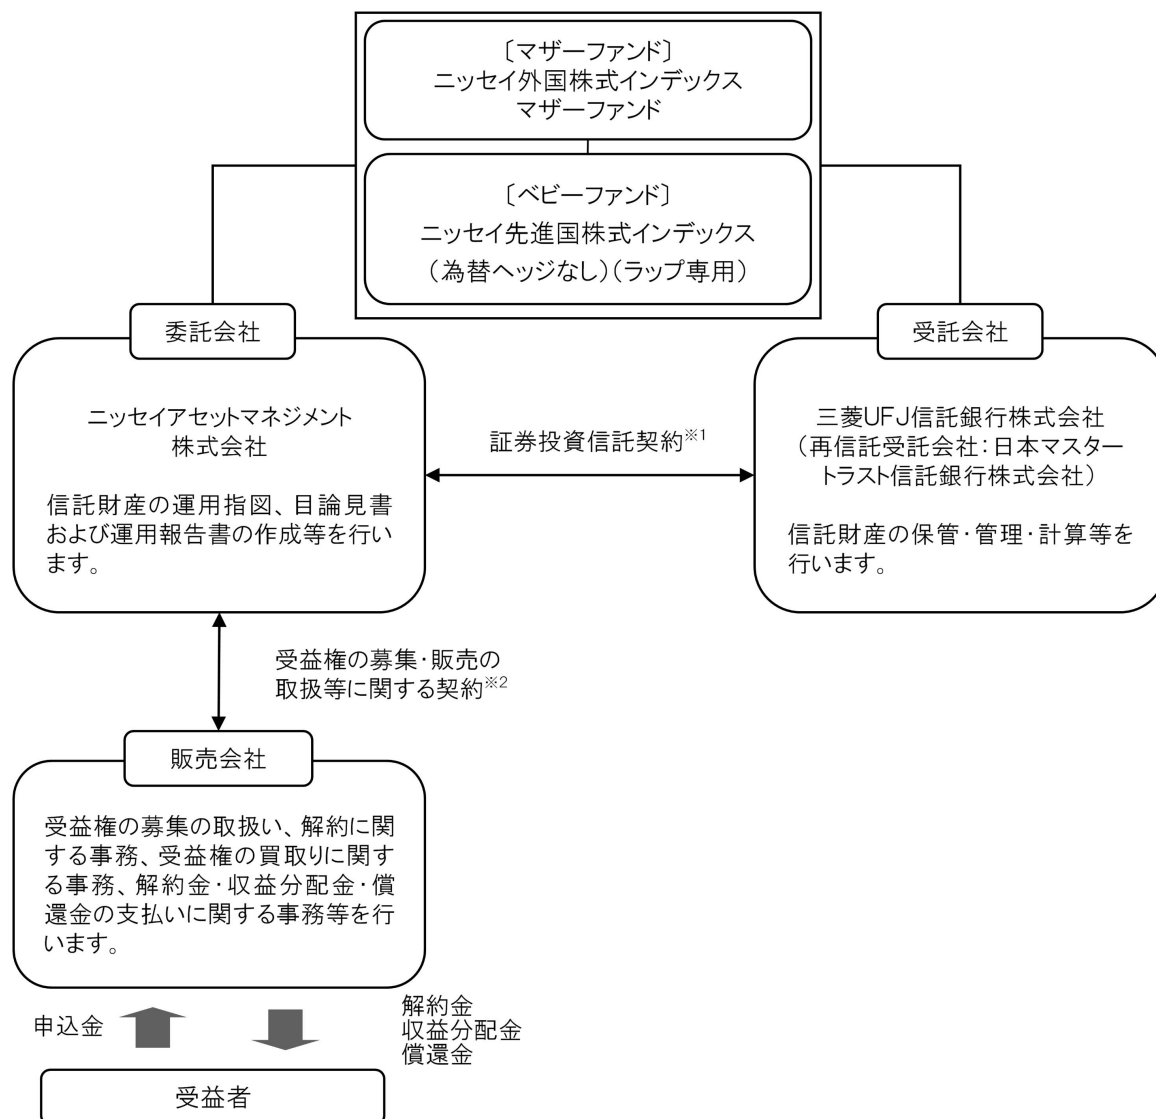 〔マザーファンド〕
ニッセイ外国株式インデックス
マザーファンド
〔ベビーファンド〕
ニッセイ先進国株式インデックス
（為替ヘッジなし）（ラップ専用）
委託会社
ニッセイアセットマネジメント
株式会社
信託財産の運用指図、目論見書
および運用報告書の作成等を行い
ます。
証券投資信託契約※1
受託会社
三菱UFJ信託銀行株式会社
（再信託受託会社：日本マスター
トラスト信託銀行株式会社）
信託財産の保管・管理・計算等を
行います。
受益権の募集・販売の
取扱等に関する契約※2
販売会社
受益権の募集の取扱い、解約に関
する事務、受益権の買取りに関す
る事務、解約金・収益分配金・償
還金の支払いに関する事務等を行
います。
申込金
解約金
収益分配金
償還金
受益者